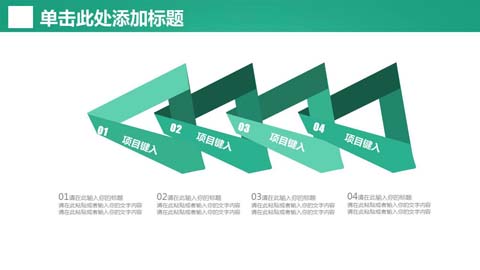 单击此处添加标题
01 项目键入
02 项目键入
03 项目键入
04 项目键入
01请在此输入你的标题
请在此粘贴或者输入你的文字内容
请在此粘贴或者输入你的文字内容
02请在此输入你的标题
请在此粘贴或者输入你的文字内容
请在此粘贴或者输入你的文字内容
03请在此输入你的标题
请在此粘贴或者输入你的文字内容
请在此粘贴或者输入你的文字内容
04请在此输入你的标题
请在此粘贴或者输入你的文字内容
请在此粘贴或者输入你的文字内容